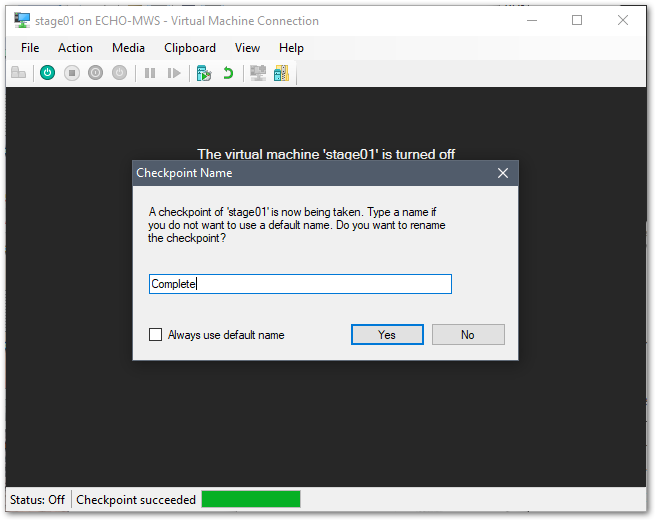 stage01 on ECHO-MWS - Virtual Machine Connection
File Action Media Clipboard View Help
The virtual machine 'stage01' is turned off
Checkpoint Name
A checkpoint of 'stage01' is now being taken. Type a name if
you do not want to use a default name. Do you want to rename
the checkpoint?
Complete
Always use default name Yes No
Status: Off Checkpoint succeeded